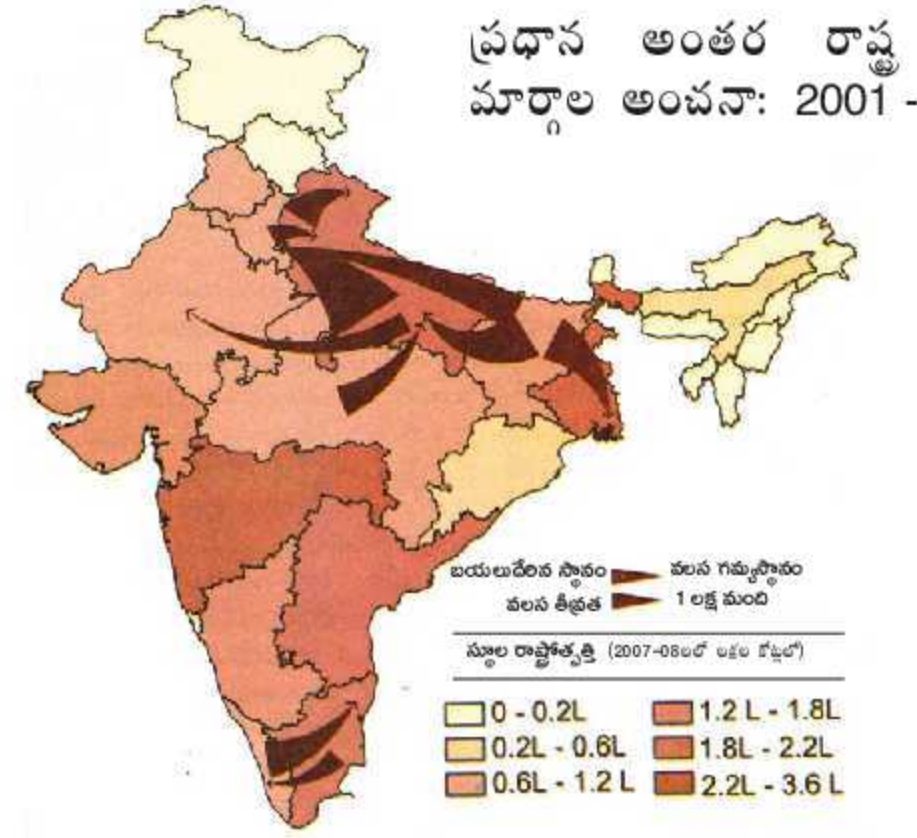 ప్రధాన అంతర రాష్ట్ర
మార్గాల అంచనా: 2001 -
బయలుదేరిన స్థానం వలస గమ్యస్థానం
వలస తీవ్రత 1 లక్ష మంది
స్థూల రాష్ట్రోత్పత్తి (2007-08లలో లక్షల కోట్లలో)
0 - 0.2L 1.2 L - 1.8L
0.2L - 0.6L 1.8L - 2.2L
0.6L - 1.2 L 2.2L - 3.6 L